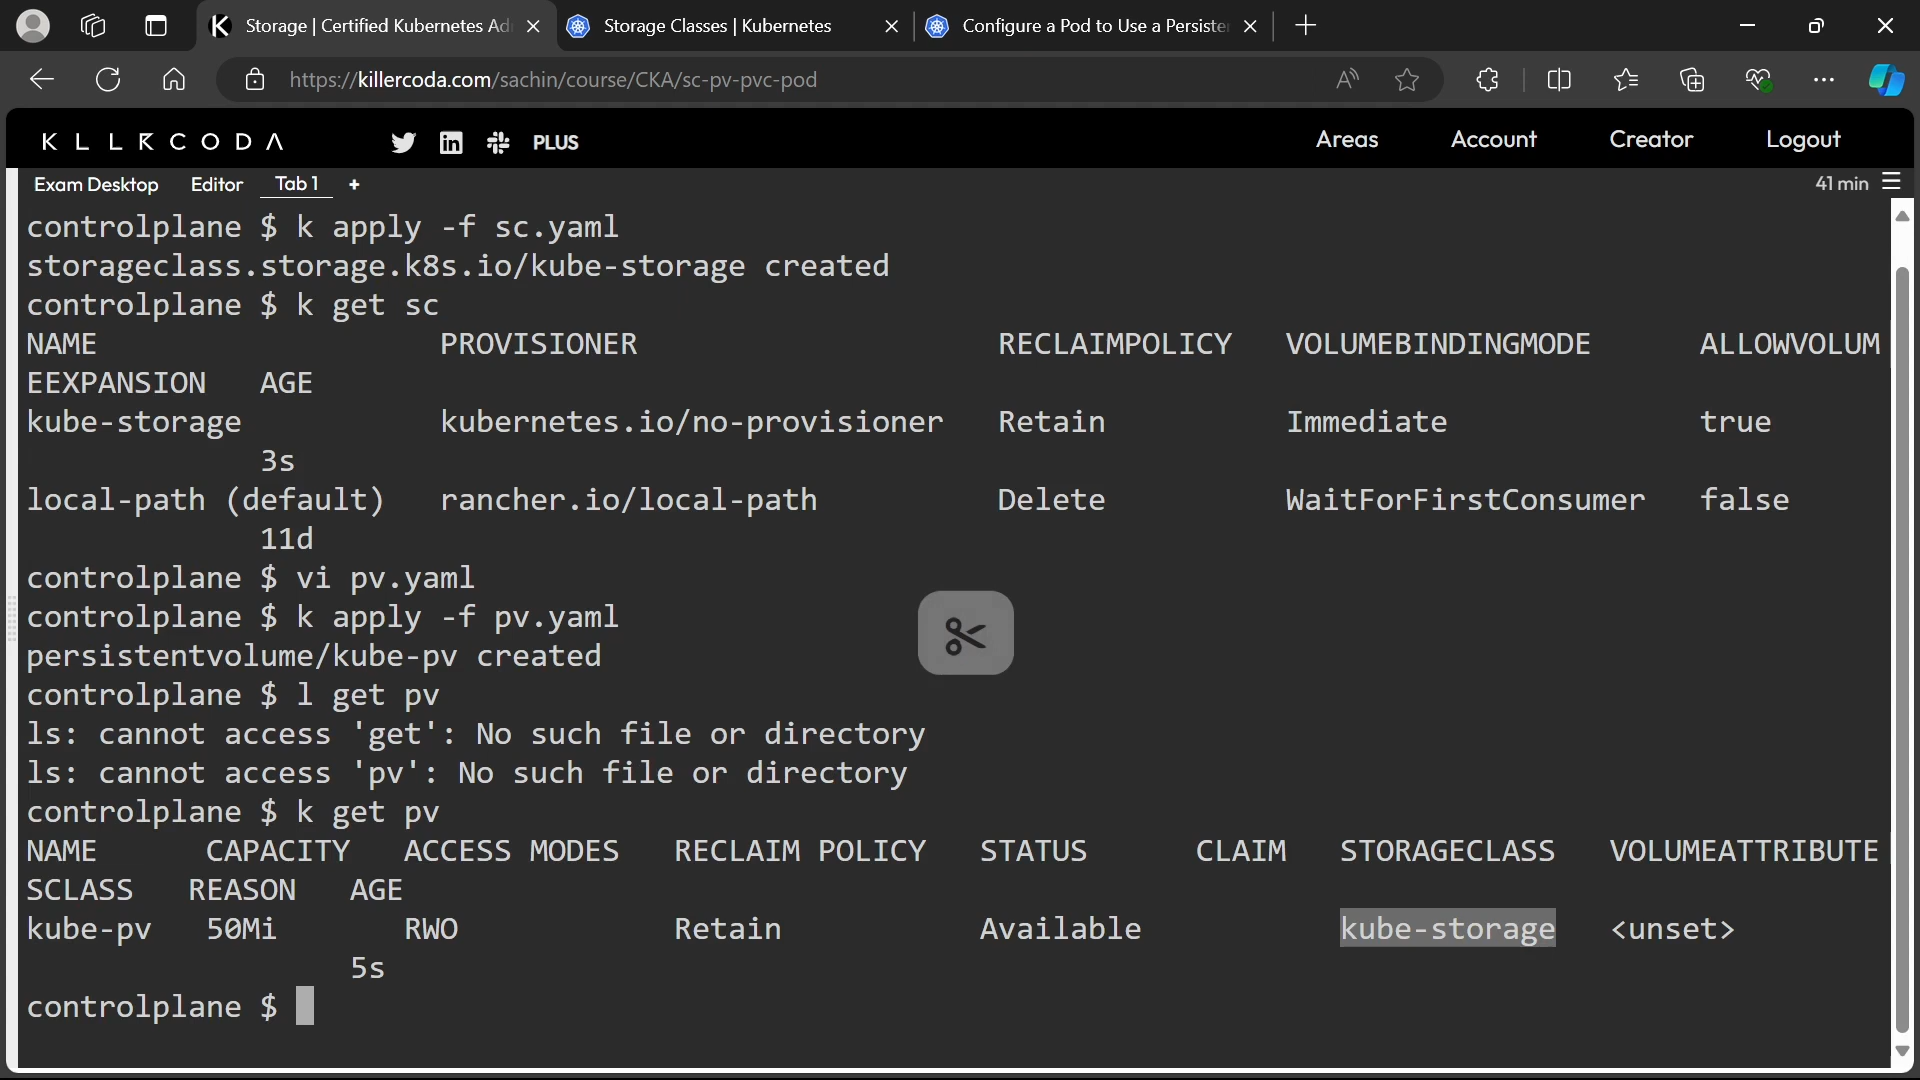 Storage | Certified Kubernetes Ad
Storage Classes | Kubernetes
Configure a Pod to Use a Persiste
https://killercoda.com/sachin/course/CKA/sc-pv-pvc-pod
KLLRCODA
PLUS
Areas
Account
Creator
Logout
Exam Desktop
Editor
Tab 1
+
41 min
controlplane $ k apply -f sc.yaml
storageclass.storage.k8s.io/kube-storage created
controlplane $ k get sc
NAME PROVISIONER RECLAIMPOLICY VOLUMEBINDINGMODE ALLOWVOLUM
EEXPANSION AGE
kube-storage kubernetes.io/no-provisioner Retain Immediate true
3s
local-path (default) rancher.io/local-path Delete WaitForFirstConsumer false
11d
controlplane $ vi pv.yaml
controlplane $ k apply -f pv.yaml
persistentvolume/kube-pv created
controlplane $ l get pv
ls: cannot access 'get': No such file or directory
ls: cannot access 'pv': No such file or directory
controlplane $ k get pv
NAME CAPACITY ACCESS MODES RECLAIM POLICY STATUS CLAIM STORAGECLASS VOLUMEATTRIBUTE
SCLASS REASON AGE
kube-pv 50Mi RWO Retain Available kube-storage <unset>
5s
controlplane $